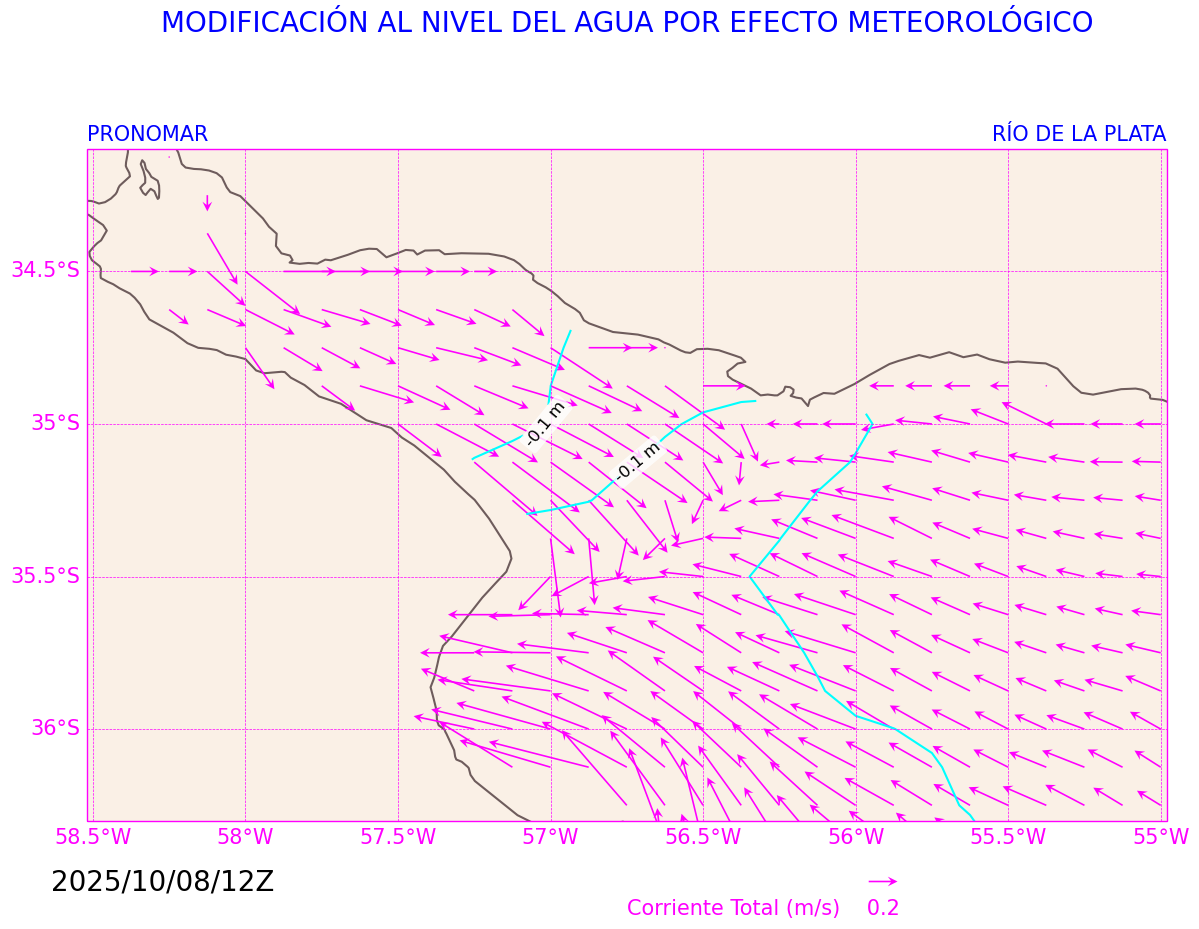 MODIFICACIÓN AL NIVEL DEL AGUA POR EFECTO METEOROLÓGICO
PRONOMAR
RÍO DE LA PLATA
34.5°S
35°S
35.5°S
36°S
-0.1 m
-0.1 m
58.5°W
58°W
57.5°W
57°W
56.5°W
56°W
55.5°W
55°W
2025/10/08/12Z
Corriente Total (m/s)
0.2